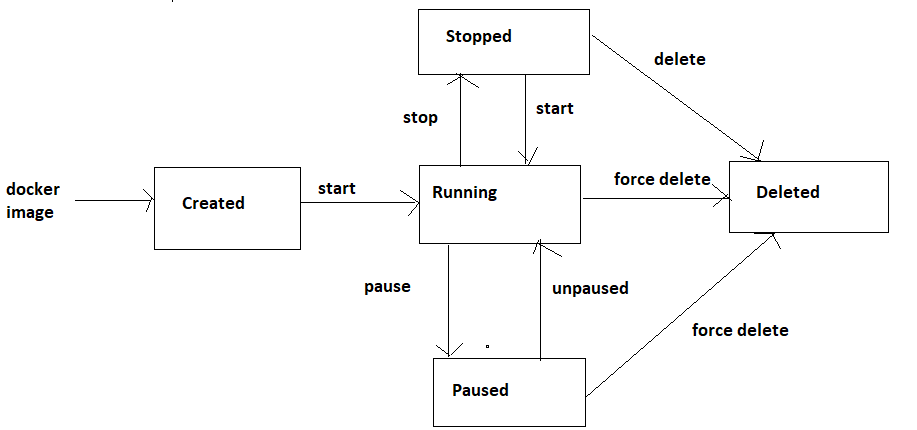 Stopped
delete
stop
start
docker
image
Created
start
Running
force delete
Deleted
pause
unpaused
force delete
Paused